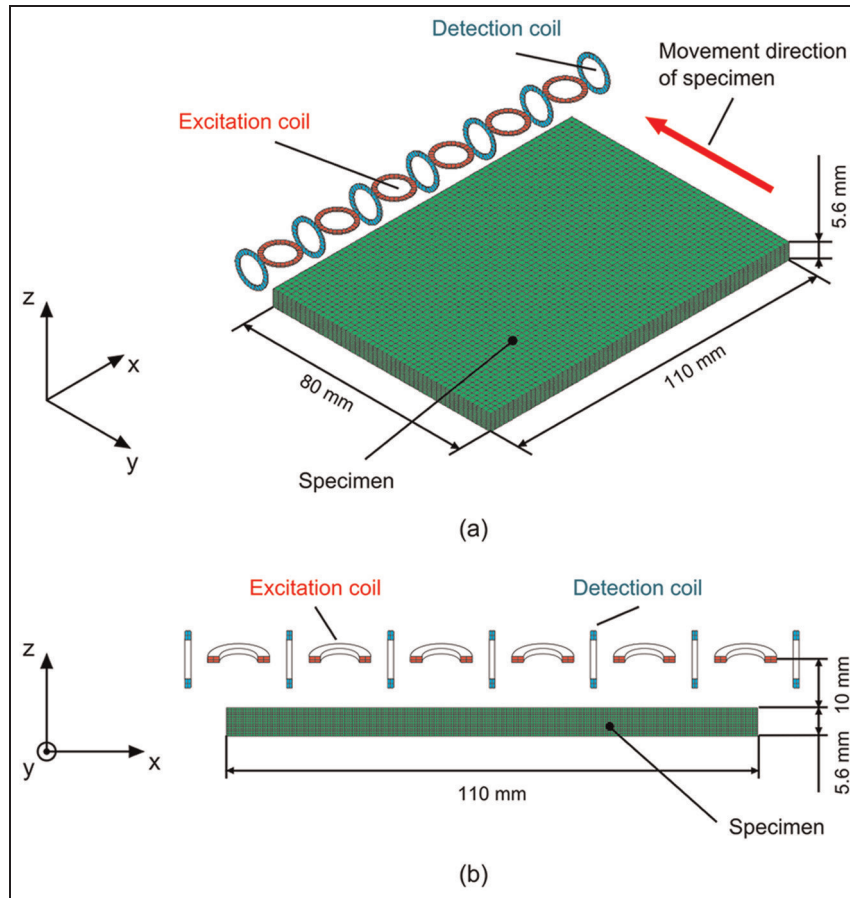 Detection coil
Movement direction
of specimen
Excitation coil
5.6 mm
z
x
y
80 mm
110 mm
Specimen
(a)
Excitation coil
Detection coil
z
y
x
10 mm
5.6 mm
110 mm
Specimen
(b)